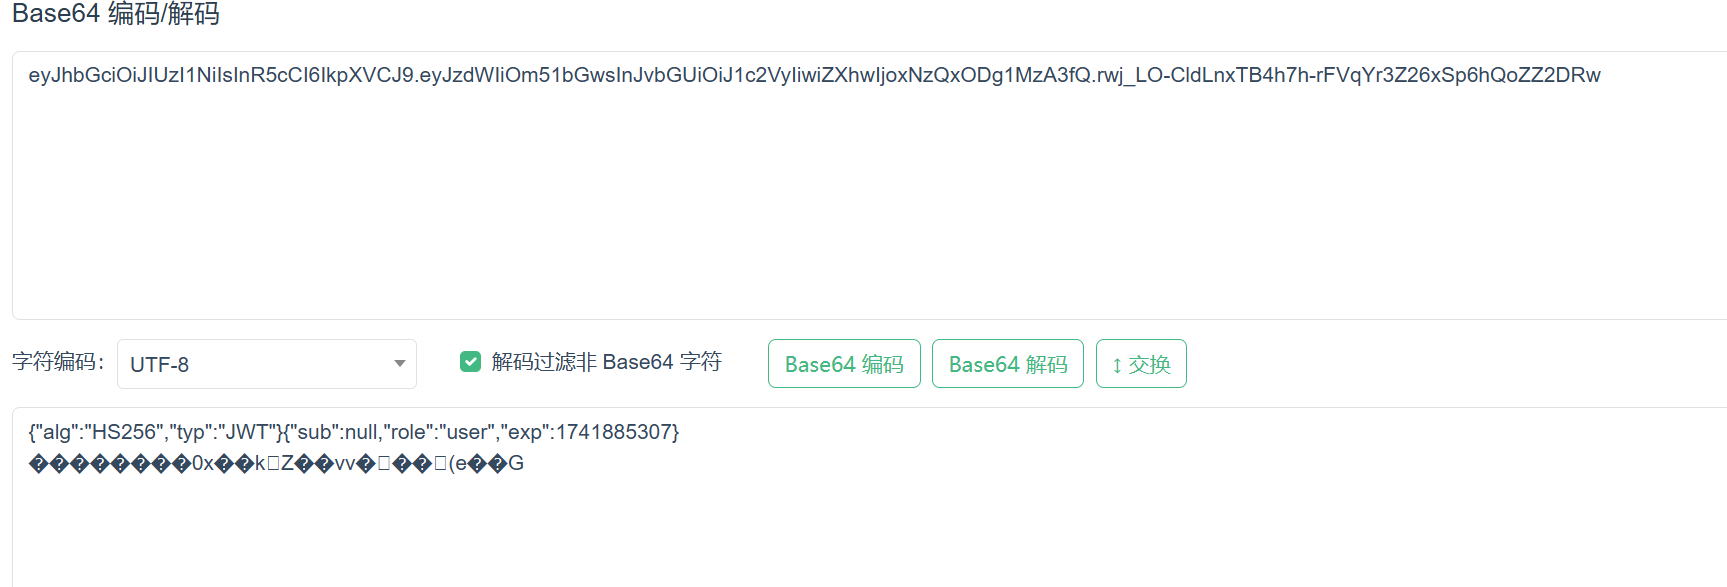 Base64 编码/解码
eyJhbGciOiJIUzI1NiIsInR5cCI6IkpXVCJ9.eyJzdWIiOm51bGwsInJvbGUiOiJ1c2VyIiwiZXhwIjoxNzQxODg1MzA3fQ.rwj_LO-CldLnxTB4h7h-rFVqYr3Z26xSp6hQoZZ2DRw
字符编码： UTF-8 解码过滤非 Base64 字符 Base64 编码 Base64 解码 ↕ 交换
{"alg":"HS256","typ":"JWT"}{"sub":null,"role":"user","exp":1741885307}
���������0x��k□Z��vv�□��□(e��G